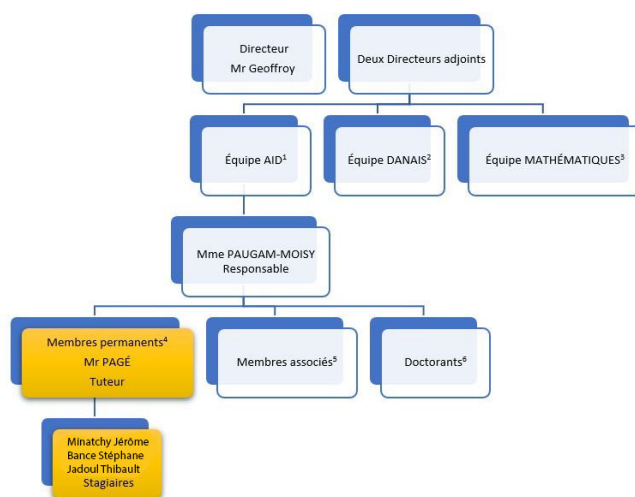 Directeur
Mr Geoffroy
Deux Directeurs adjoints
Équipe AID¹
Équipe DANAIS²
Équipe MATHÉMATIQUES³
Mme PAUGAM-MOISY
Responsable
Membres permanents⁴
Mr PAGÉ
Tuteur
Membres associés⁵
Doctorants⁶
Minatchy Jérôme
Bance Stéphane
Jadoul Thibault
Stagiaires